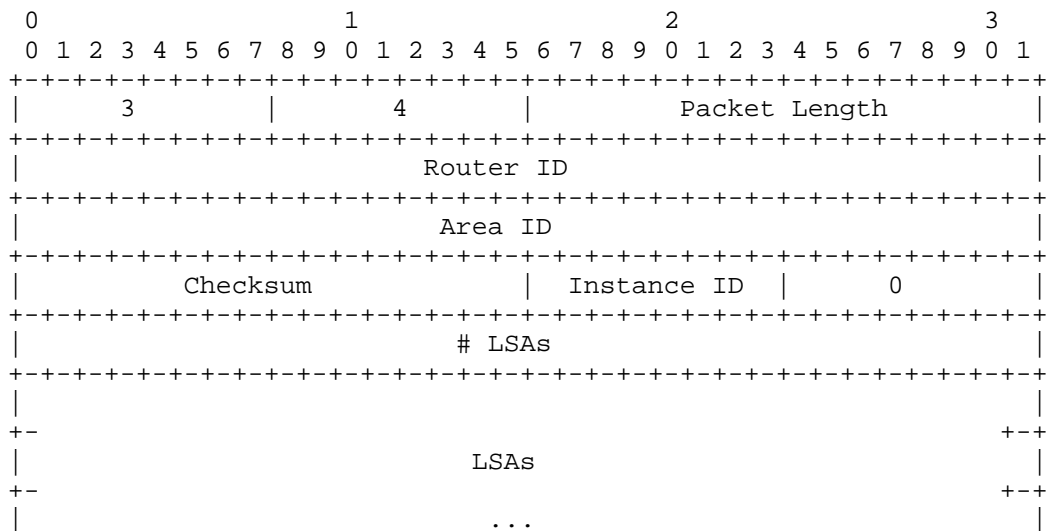 0                   1                   2                   3
 0 1 2 3 4 5 6 7 8 9 0 1 2 3 4 5 6 7 8 9 0 1 2 3 4 5 6 7 8 9 0 1
+-+-+-+-+-+-+-+-+-+-+-+-+-+-+-+-+-+-+-+-+-+-+-+-+-+-+-+-+-+-+-+-+
|       3       |       4       |         Packet Length         |
+-+-+-+-+-+-+-+-+-+-+-+-+-+-+-+-+-+-+-+-+-+-+-+-+-+-+-+-+-+-+-+-+
|                         Router ID                             |
+-+-+-+-+-+-+-+-+-+-+-+-+-+-+-+-+-+-+-+-+-+-+-+-+-+-+-+-+-+-+-+-+
|                          Area ID                              |
+-+-+-+-+-+-+-+-+-+-+-+-+-+-+-+-+-+-+-+-+-+-+-+-+-+-+-+-+-+-+-+-+
|          Checksum             |  Instance ID  |      0        |
+-+-+-+-+-+-+-+-+-+-+-+-+-+-+-+-+-+-+-+-+-+-+-+-+-+-+-+-+-+-+-+-+
|                           # LSAs                              |
+-+-+-+-+-+-+-+-+-+-+-+-+-+-+-+-+-+-+-+-+-+-+-+-+-+-+-+-+-+-+-+-+
|                                                               |
+-                                                            +-+
|                            LSAs                               |
+-                                                            +-+
|                             ...                               |